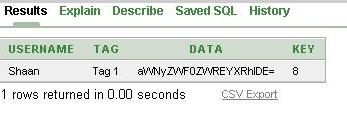 Results Explain Describe Saved SQL History
USERNAME TAG DATA KEY
Shaan Tag 1 aWNyZWF0ZWREYXRhIDE= 8
1 rows returned in 0.00 seconds CSV Export